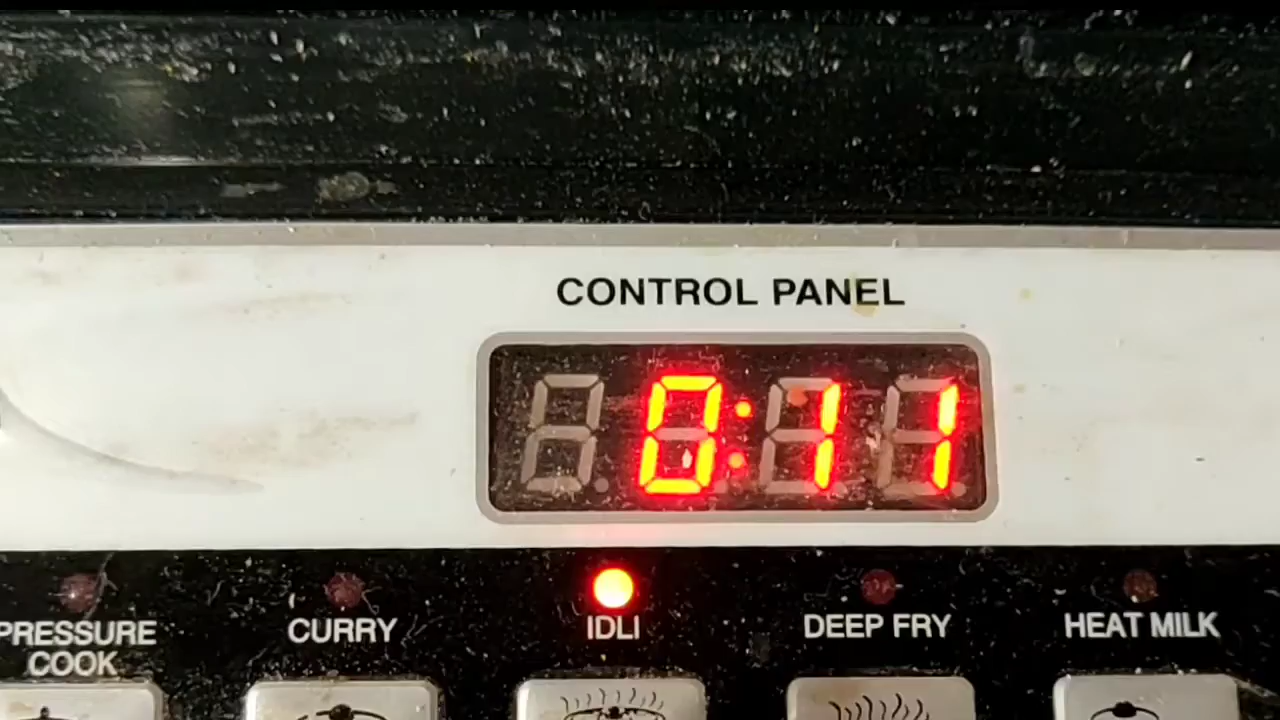 CONTROL PANEL
0:11
PRESSURE COOK
CURRY
IDLI
DEEP FRY
HEAT MILK